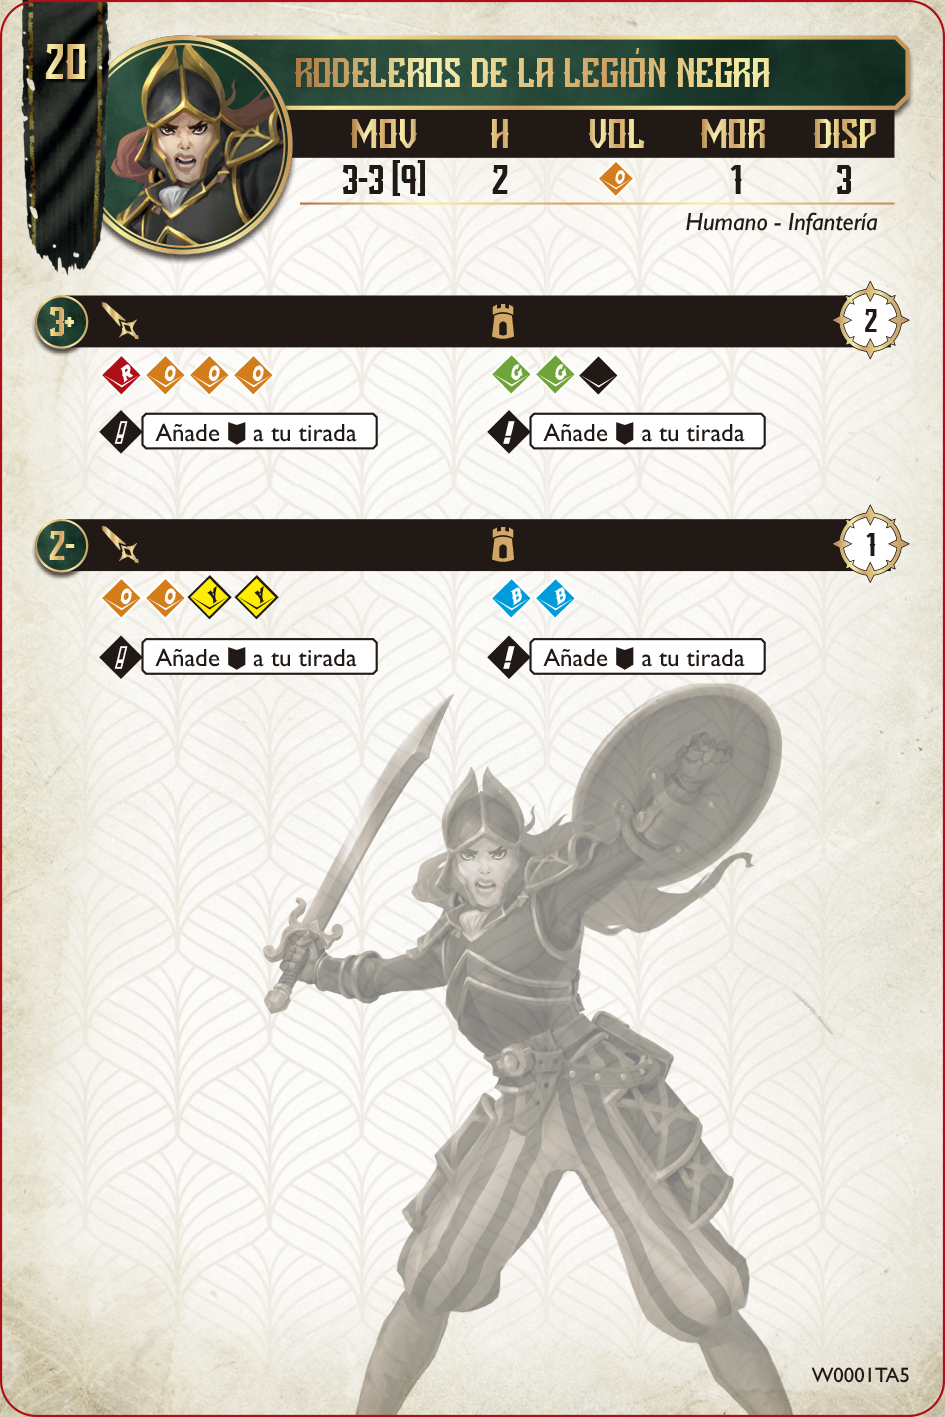 20
RODELEROS DE LA LEGIÓN NEGRA
MOV H VOL MOR DISP
3-3 [9] 2 O 1 3
Humano - Infantería
3+ 2
R O O O G G
! Añade a tu tirada ! Añade a tu tirada
2- 1
O O Y Y B B
! Añade a tu tirada ! Añade a tu tirada
W0001TA5